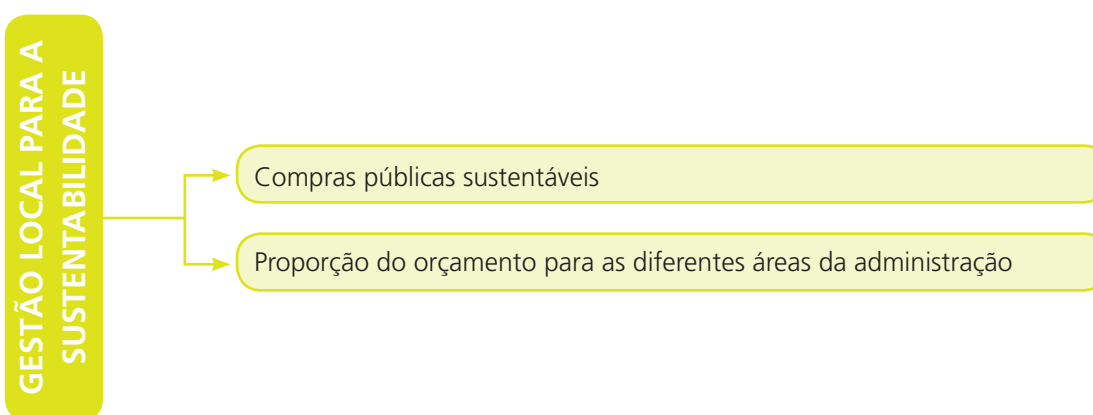 GESTÃO LOCAL PARA A
SUSTENTABILIDADE
Compras públicas sustentáveis
Proporção do orçamento para as diferentes áreas da administração